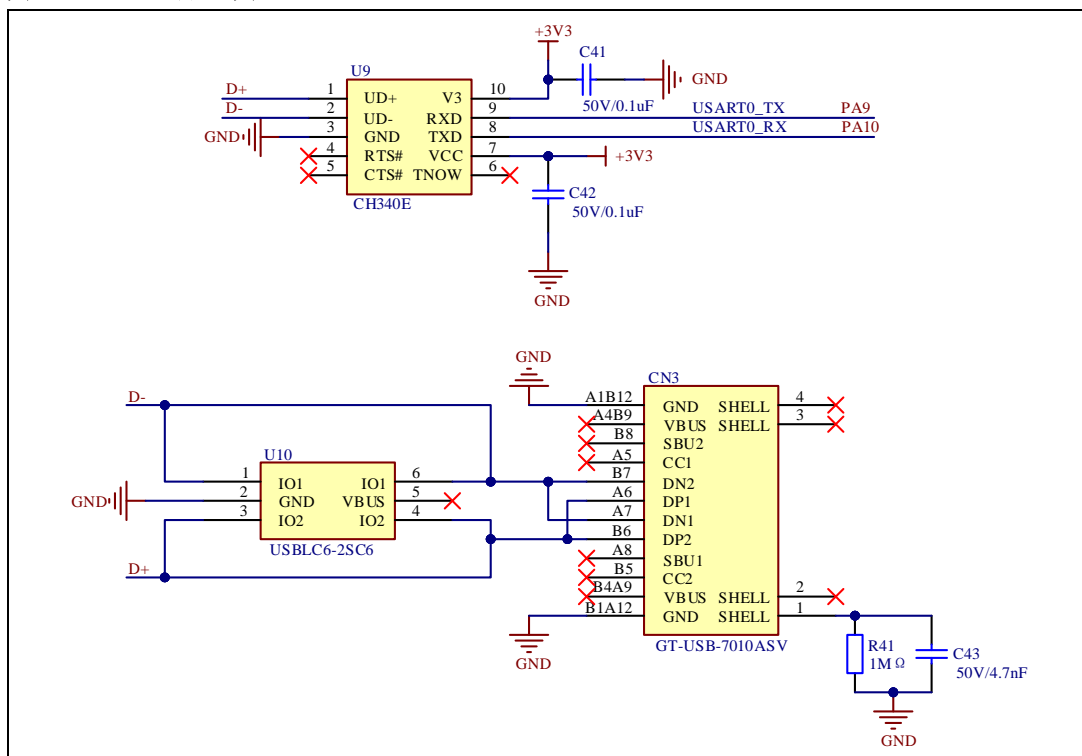 +3V3
C41
GND
50V/0.1uF
U9
D+ 1 UD+ V3 10
D- 2 UD- RXD 9 USART0_TX PA9
GND 3 GND TXD 8 USART0_RX PA10
4 RTS# VCC 7 +3V3
5 CTS# TNOW 6
CH340E
C42
50V/0.1uF
GND
GND
CN3
D-
A1B12 GND SHELL 4
A4B9 VBUS SHELL 3
B8 SBU2
A5 CC1
B7 DN2
A6 DP1
A7 DN1
B6 DP2
A8 SBU1
B5 CC2
B4A9 VBUS SHELL 2
B1A12 GND SHELL 1
GT-USB-7010ASV
U10
1 IO1 IO1 6
GND 2 GND VBUS 5
3 IO2 IO2 4
USBLC6-2SC6
D+
GND
R41
1MΩ
C43
50V/4.7nF
GND